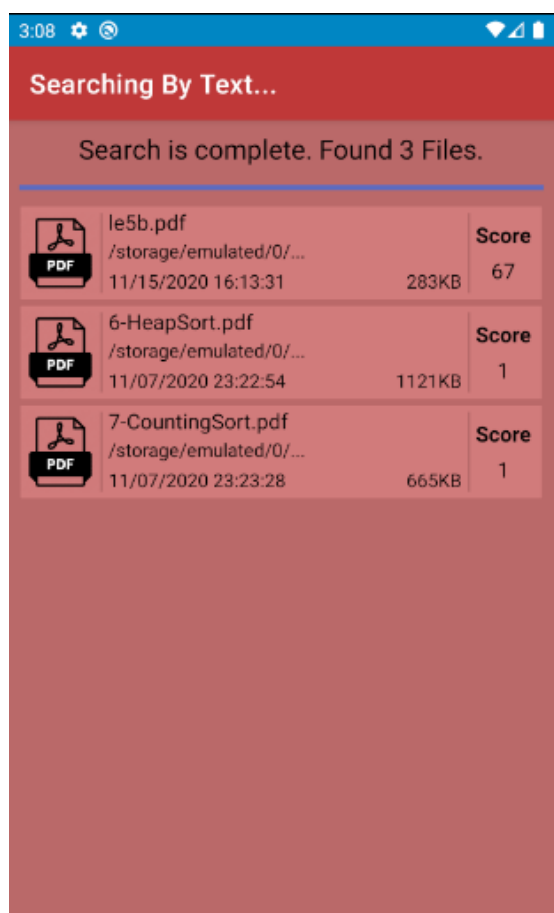 3:08
Searching By Text...
Search is complete. Found 3 Files.
le5b.pdf
/storage/emulated/0/...
11/15/2020 16:13:31 283KB
Score
67
PDF
6-HeapSort.pdf
/storage/emulated/0/...
11/07/2020 23:22:54 1121KB
Score
1
PDF
7-CountingSort.pdf
/storage/emulated/0/...
11/07/2020 23:23:28 665KB
Score
1
PDF